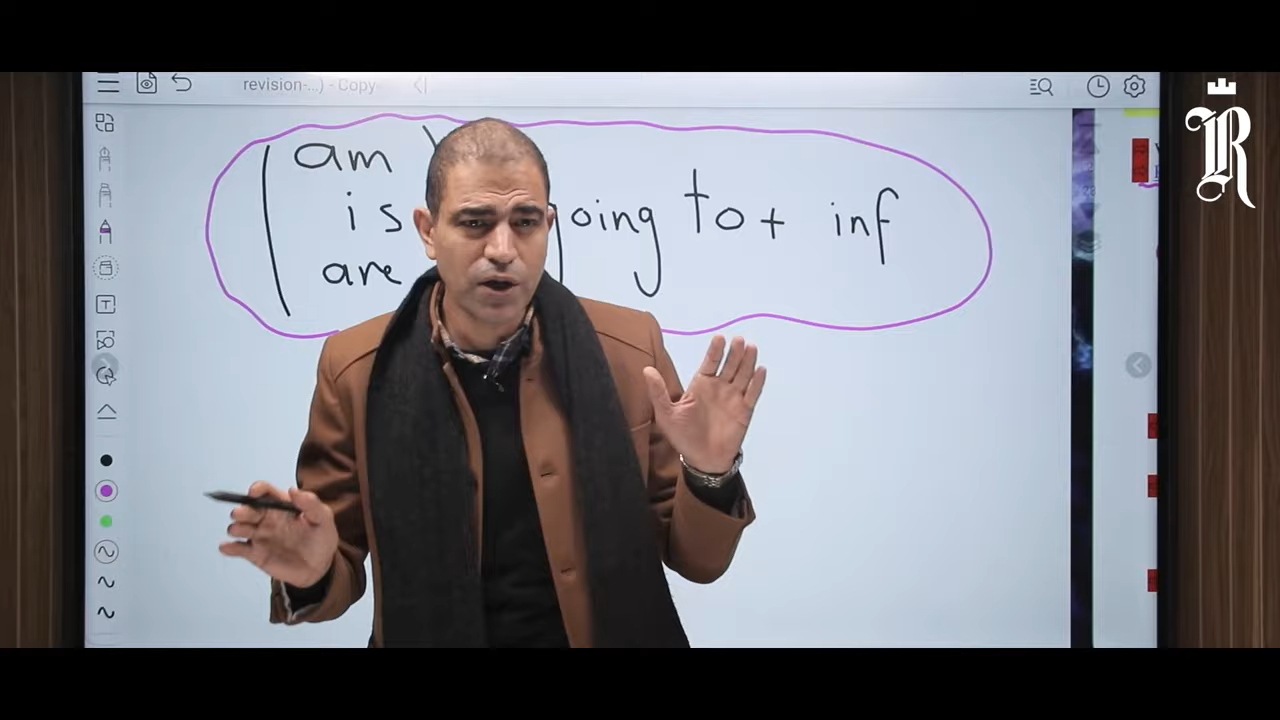 revision-...) - Copy
am
is going to + inf
are
R